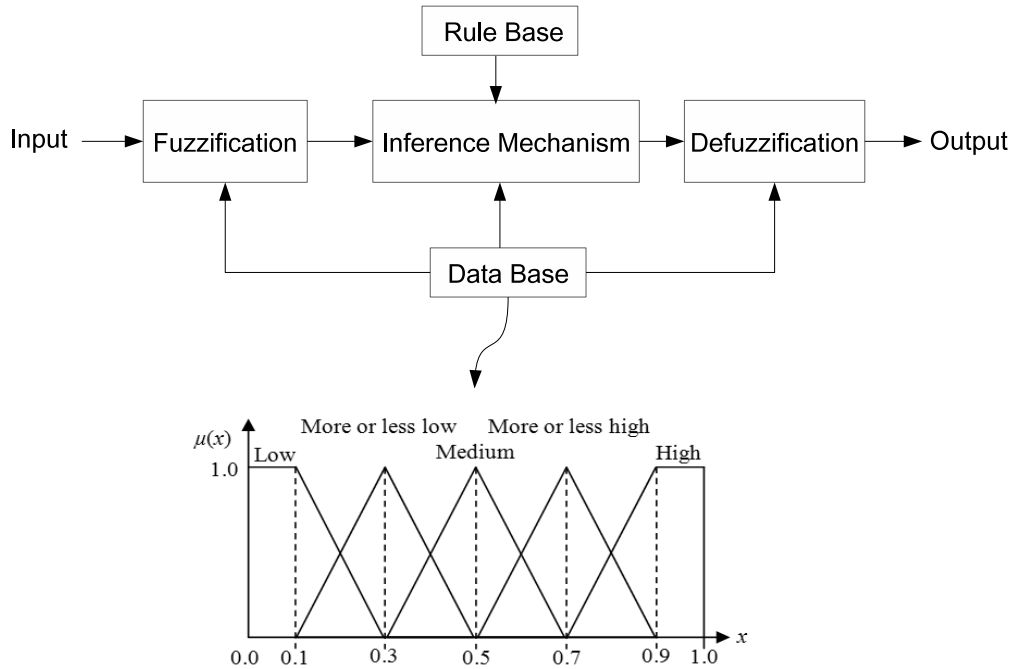 Rule Base
Input
Fuzzification
Inference Mechanism
Defuzzification
Output
Data Base
More or less low
More or less high
μ(x)
Low
Medium
High
1.0
x
0.0 0.1 0.3 0.5 0.7 0.9 1.0